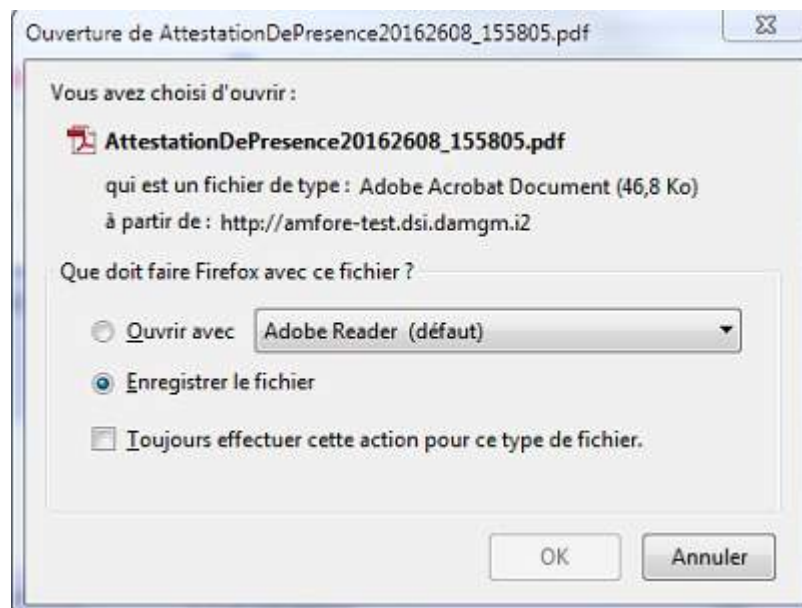 Ouverture de AttestationDePresence20162608_155805.pdf
Vous avez choisi d'ouvrir :
AttestationDePresence20162608_155805.pdf
qui est un fichier de type : Adobe Acrobat Document (46,8 Ko)
à partir de : http://amfore-test.dsi.damgm.i2
Que doit faire Firefox avec ce fichier ?
Ouvrir avec Adobe Reader (défaut)
Enregistrer le fichier
Toujours effectuer cette action pour ce type de fichier.
OK Annuler